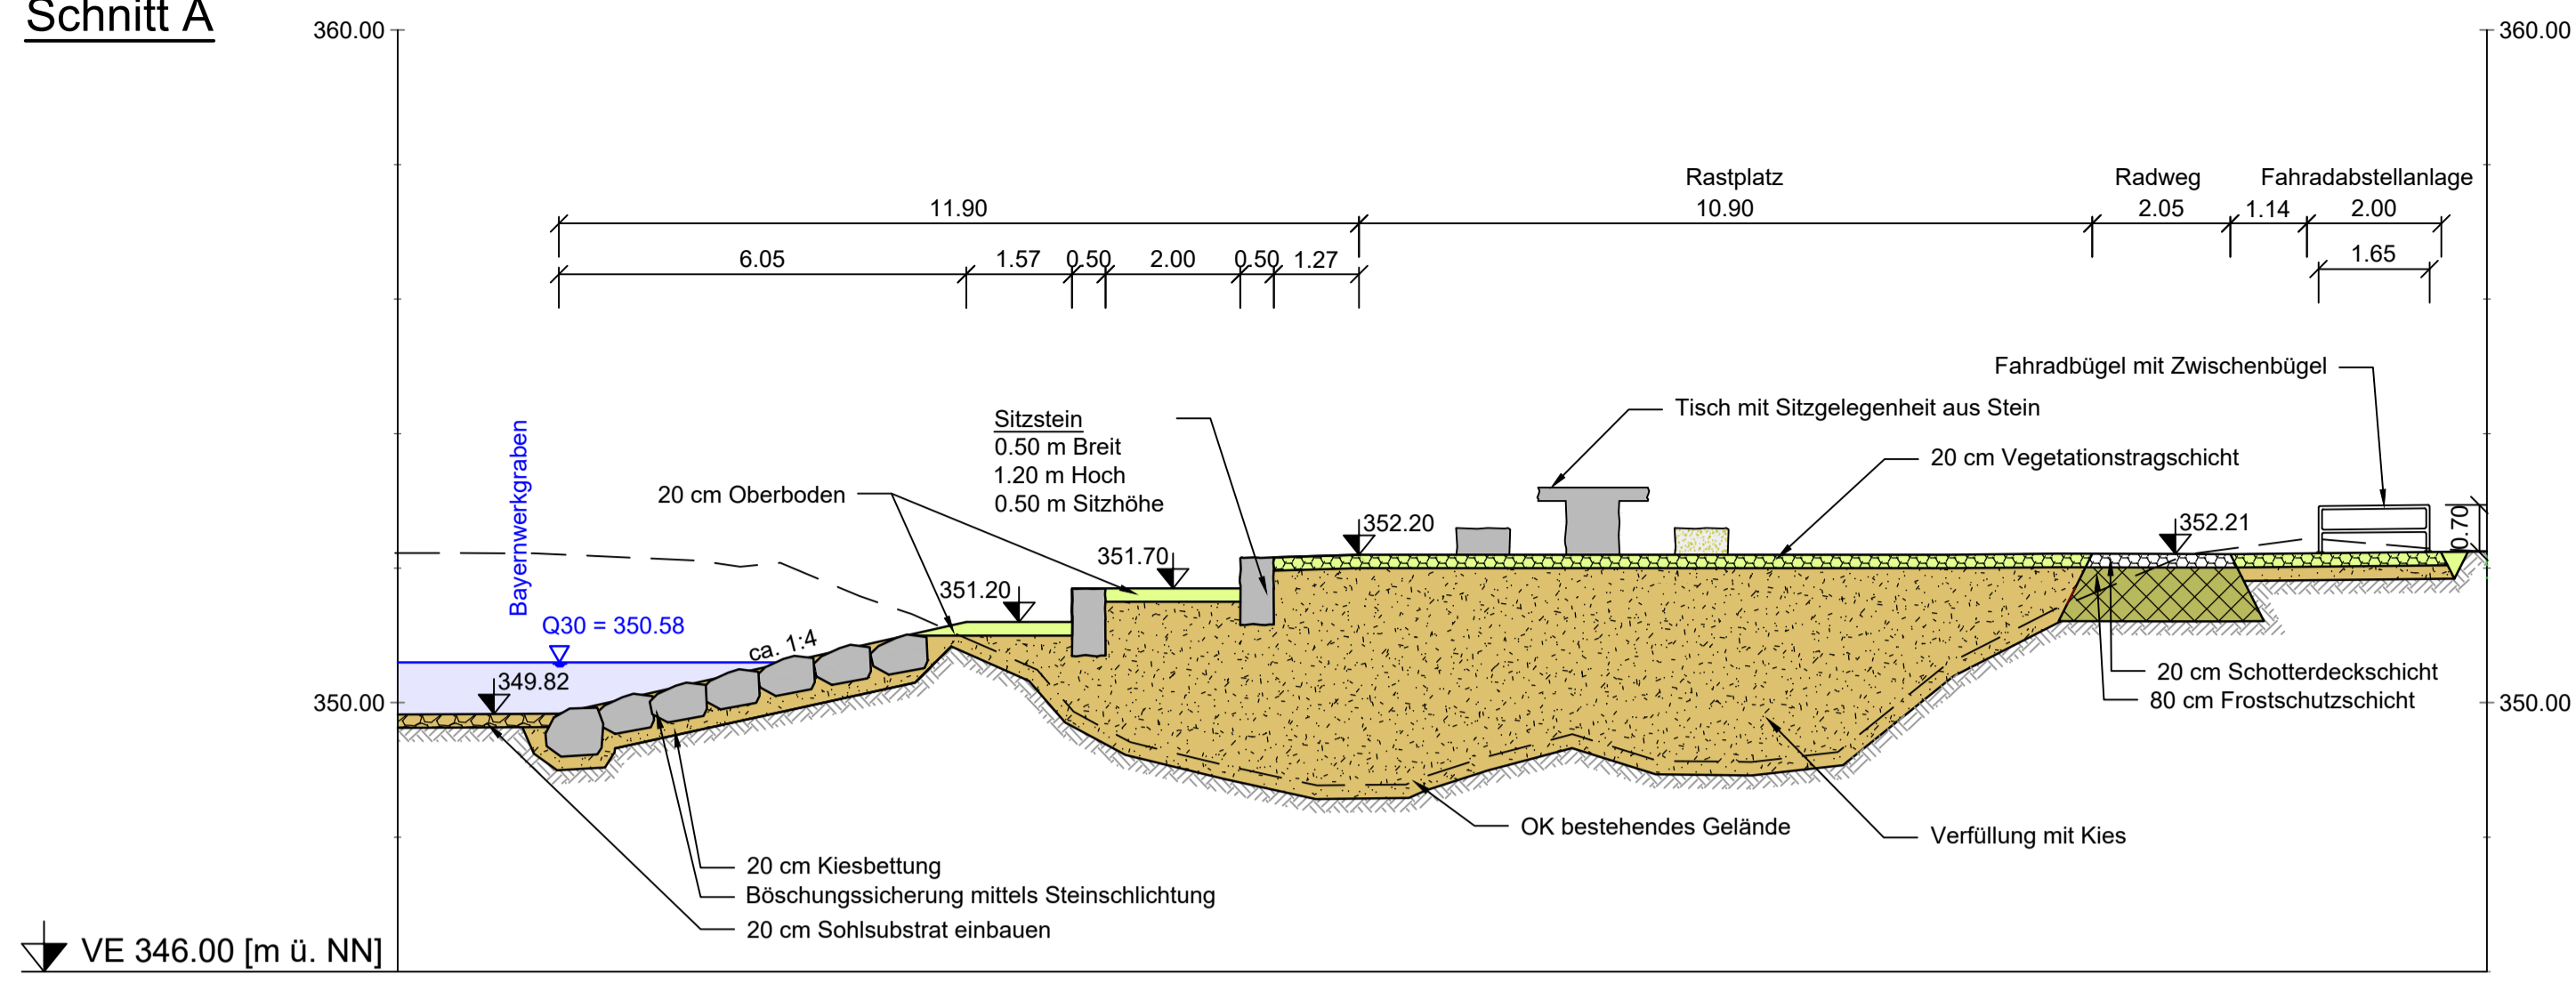 Schnitt A
360.00
360.00
Rastplatz
Radweg
Fahradabstellanlage
11.90
10.90
2.05
1.14
2.00
6.05
1.57
0.50
2.00
0.50
1.27
1.65
Fahradbügel mit Zwischenbügel
Tisch mit Sitzgelegenheit aus Stein
Sitzstein
0.50 m Breit
1.20 m Hoch
0.50 m Sitzhöhe
20 cm Vegetationstragschicht
20 cm Oberboden
Bayernwerkgraben
352.20
352.21
0.70
351.70
351.20
Q30 = 350.58
ca. 1:4
349.82
20 cm Schotterdeckschicht
80 cm Frostschutzschicht
350.00
350.00
OK bestehendes Gelände
Verfüllung mit Kies
20 cm Kiesbettung
Böschungssicherung mittels Steinschlichtung
20 cm Sohlsubstrat einbauen
VE 346.00 [m ü. NN]